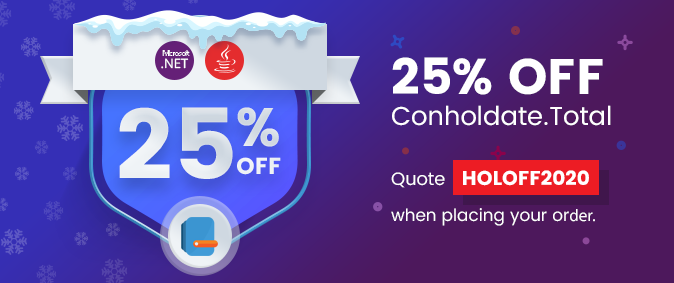 Microsoft
.NET
25%
OFF
25% OFF
Conholdate.Total
Quote HOLOFF2020
when placing your order.